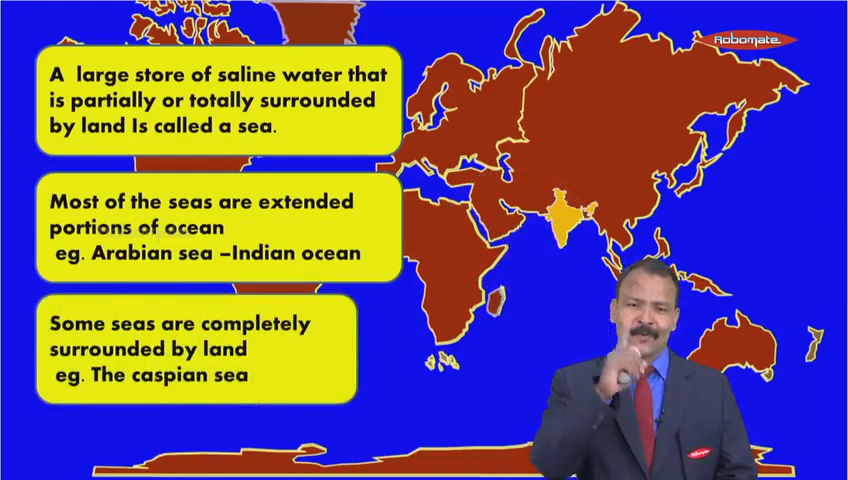 Robomate
A large store of saline water that
is partially or totally surrounded
by land Is called a sea.
Most of the seas are extended
portions of ocean
eg. Arabian sea –Indian ocean
Some seas are completely
surrounded by land
eg. The caspian sea
Robomate